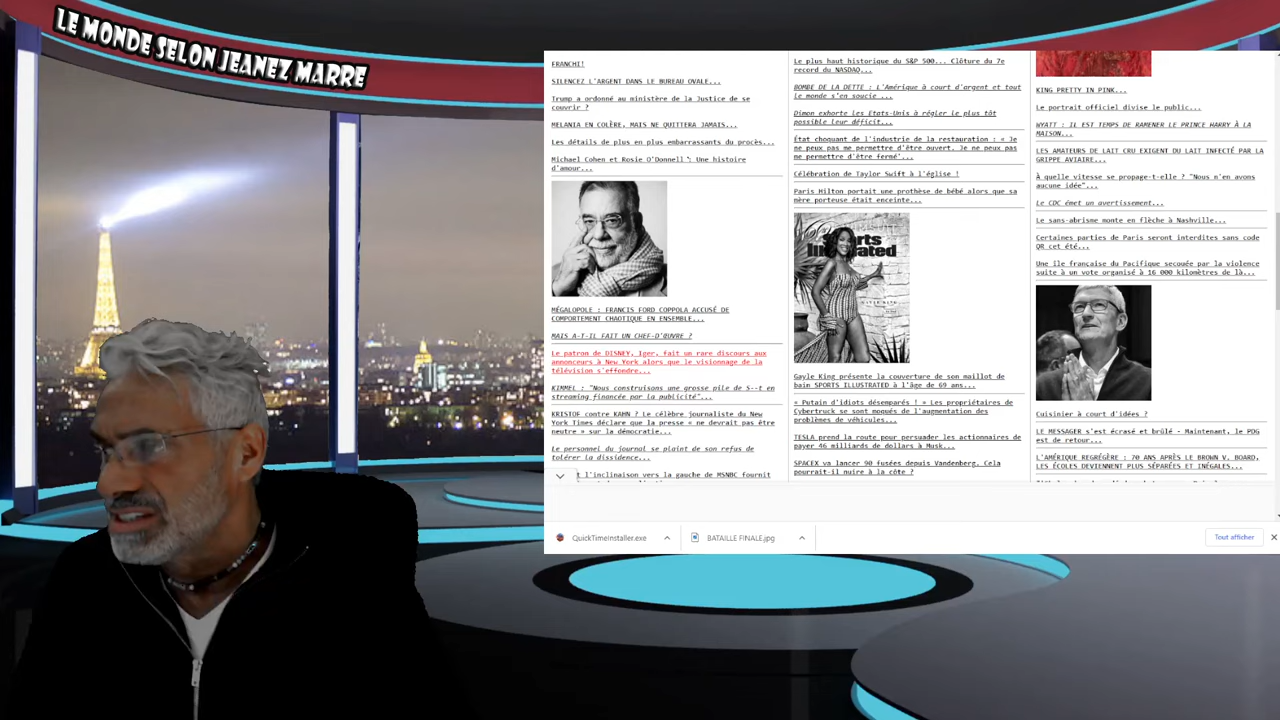 LE MONDE SELON JEANEZ MARRE
FRANCHI!
SILENCEZ L'ARGENT DANS LE BUREAU OVALE...
Trump a ordonné au ministère de la Justice de se
couvrir ?
MELANIA EN COLÈRE, MAIS NE QUITTERA JAMAIS...
Les détails de plus en plus embarrassants du procès...
Michael Cohen et Rosie O'Donnell : Une histoire
d'amour...
MÉGALOPOLE : FRANCIS FORD COPPOLA ACCUSÉ DE
COMPORTEMENT CHAOTIQUE EN ENSEMBLE...
MAIS A-T-IL FAIT UN CHEF-D'ŒUVRE ?
Le patron de DISNEY, Iger, fait un rare discours aux
annonceurs à New York alors que le visionnage de la
télévision s'effondre...
KIMMEL : "Nous construisons une grosse pile de S--t en
streaming financée par la publicité"...
KRISTOF contre KAHN ? Le célèbre journaliste du New
York Times déclare que la presse « ne devrait pas être
neutre » sur la démocratie...
Le personnel du journal se plaint de son refus de
tolérer la dissidence...
l'inclinaison vers la gauche de MSNBC fournit
Le plus haut historique du S&P 500... Clôture du 7e
record du NASDAQ...
BOMBE DE LA DETTE : L'Amérique à court d'argent et tout
le monde s'en soucie ...
Dimon exhorte les Etats-Unis à régler le plus tôt
possible leur déficit...
État choquant de l'industrie de la restauration : « Je
ne peux pas me permettre d'être ouvert. Je ne peux pas
me permettre d'être fermé'...
Célébration de Taylor Swift à l'église !
Paris Hilton portait une prothèse de bébé alors que sa
mère porteuse était enceinte...
Sports
Illustrated
Gayle King présente la couverture de son maillot de
bain SPORTS ILLUSTRATED à l'âge de 69 ans...
« Putain d'idiots désemparés ! » Les propriétaires de
Cybertruck se sont moqués de l'augmentation des
problèmes de véhicules...
TESLA prend la route pour persuader les actionnaires de
payer 46 milliards de dollars à Musk...
SPACEX va lancer 90 fusées depuis Vandenberg. Cela
pourrait-il nuire à la côte ?
KING PRETTY IN PINK...
Le portrait officiel divise le public...
WYATT : IL EST TEMPS DE RAMENER LE PRINCE HARRY À LA
MAISON...
LES AMATEURS DE LAIT CRU EXIGENT DU LAIT INFECTÉ PAR LA
GRIPPE AVIAIRE...
À quelle vitesse se propage-t-elle ? "Nous n'en avons
aucune idée"...
Le CDC émet un avertissement...
Le sans-abrisme monte en flèche à Nashville...
Certaines parties de Paris seront interdites sans code
QR cet été...
Une île française du Pacifique secouée par la violence
suite à un vote organisé à 16 000 kilomètres de là...
Cuisinier à court d'idées ?
LE MESSAGER s'est écrasé et brûlé - Maintenant, le PDG
est de retour...
L'AMÉRIQUE REGRÉGÈRE : 70 ANS APRÈS LE BROWN V. BOARD,
LES ÉCOLES DEVIENNENT PLUS SÉPARÉES ET INÉGALES...
QuickTimeInstaller.exe
BATAILLE FINALE.jpg
Tout afficher